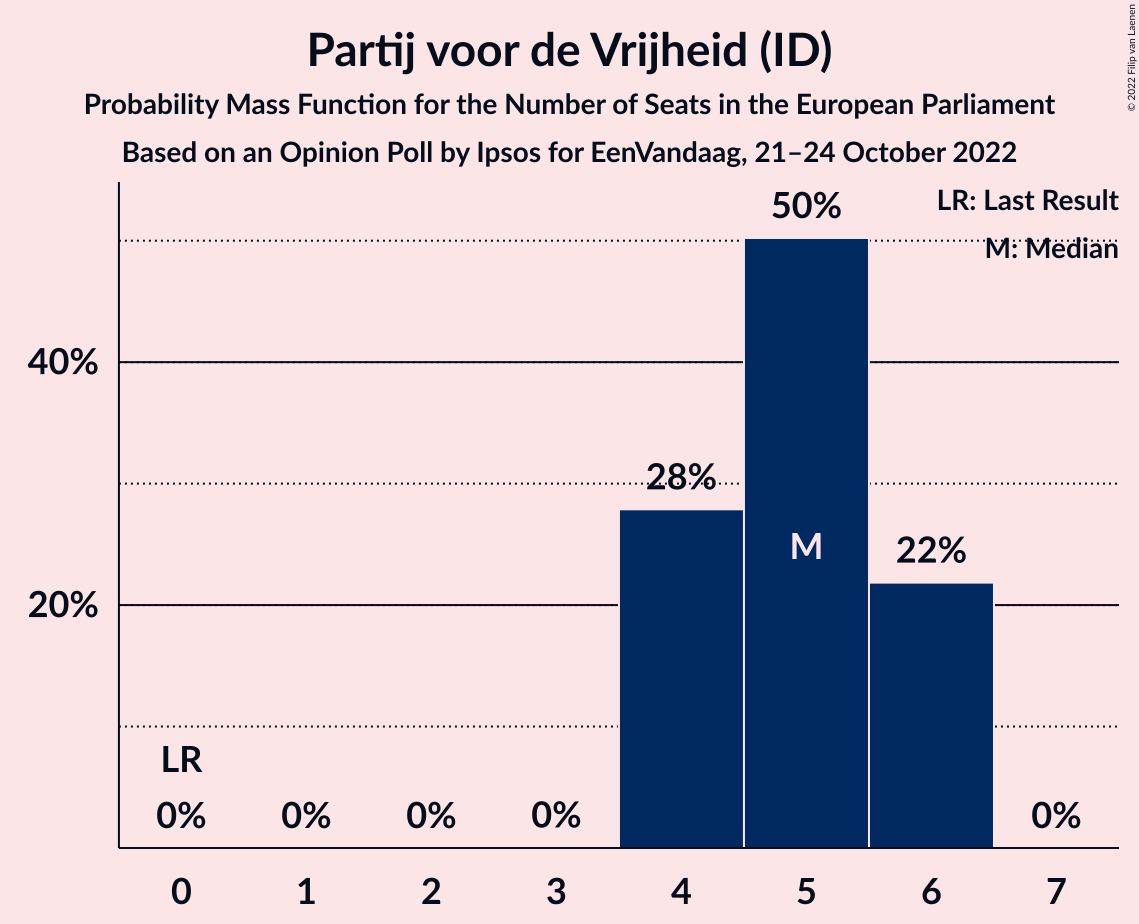 Partij voor de Vrijheid (ID)
Probability Mass Function for the Number of Seats in the European Parliament
Based on an Opinion Poll by Ipsos for EenVandaag, 21–24 October 2022
© 2022 Filip van Laenen
LR: Last Result
M: Median
50%
40%
28%
M
22%
20%
LR
0% 0% 0% 0% 0%
0 1 2 3 4 5 6 7